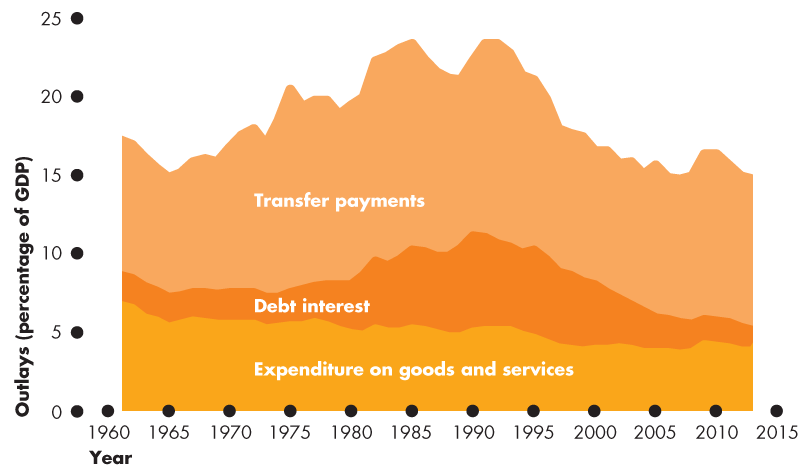 25
20
15
10
5
0
Outlays (percentage of GDP)
Transfer payments
Debt interest
Expenditure on goods and services
1960 1965 1970 1975 1980 1985 1990 1995 2000 2005 2010 2015
Year